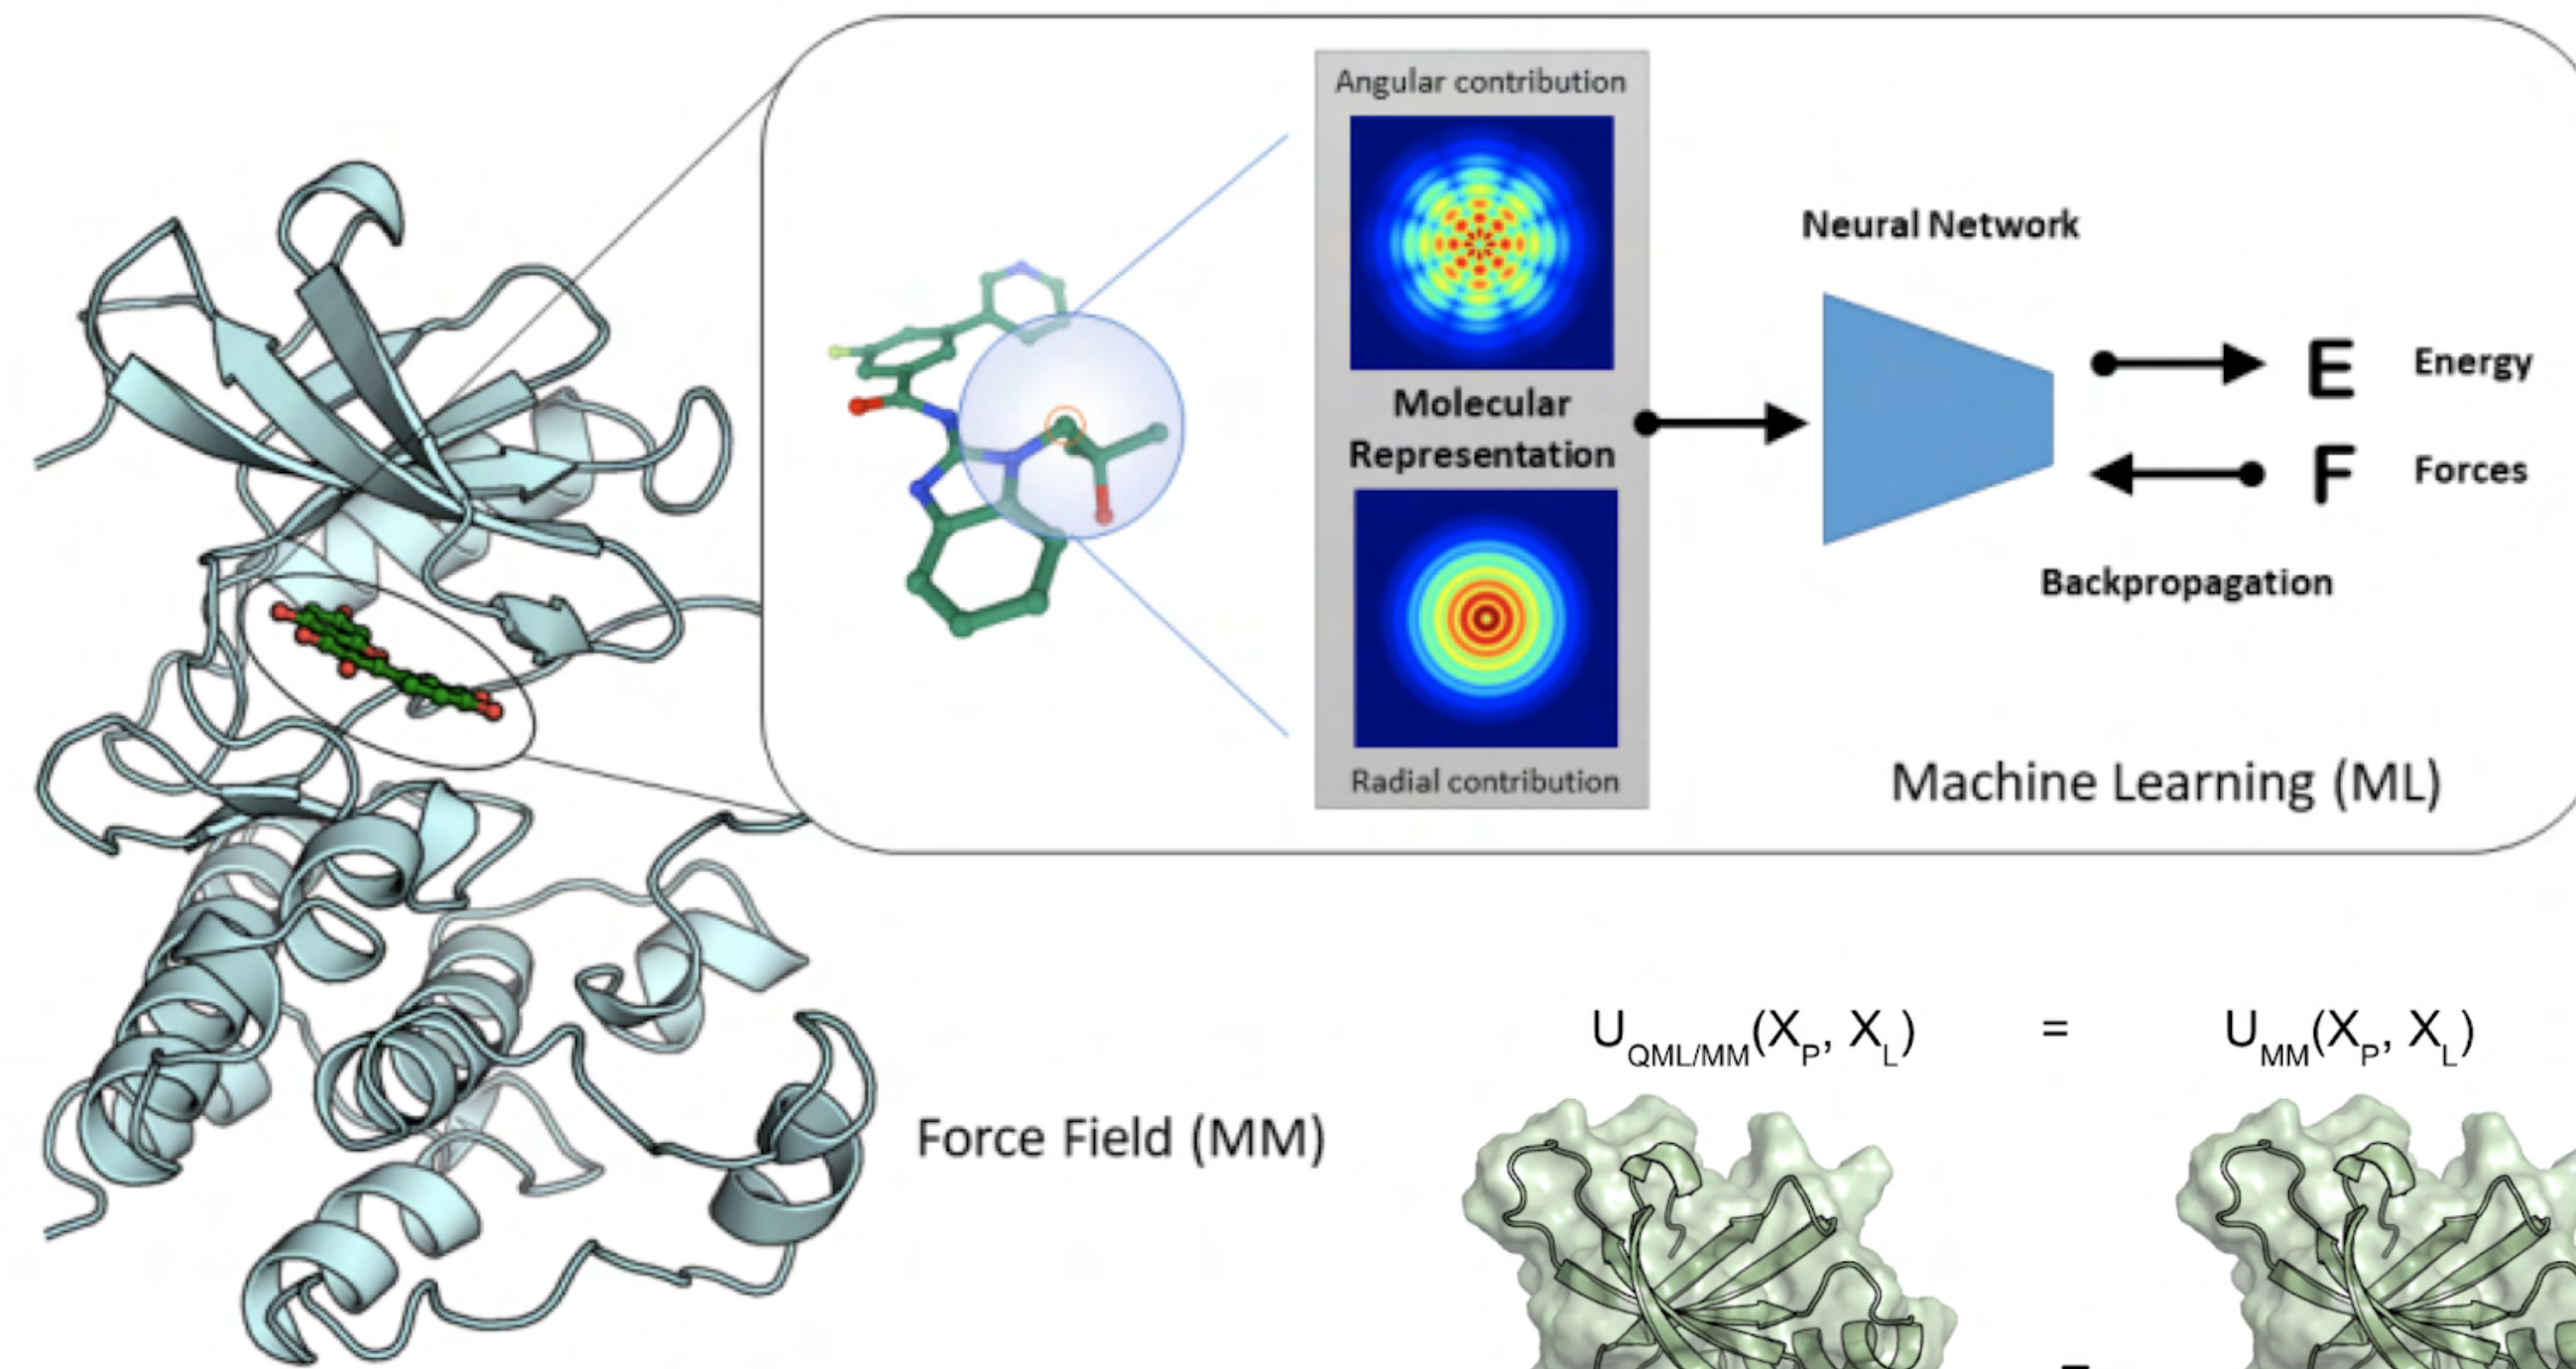 Angular contribution
Molecular
Representation
Radial contribution
Neural Network
E Energy
F Forces
Backpropagation
Machine Learning (ML)
Force Field (MM)
U_QML/MM(X_P, X_L) = U_MM(X_P, X_L)